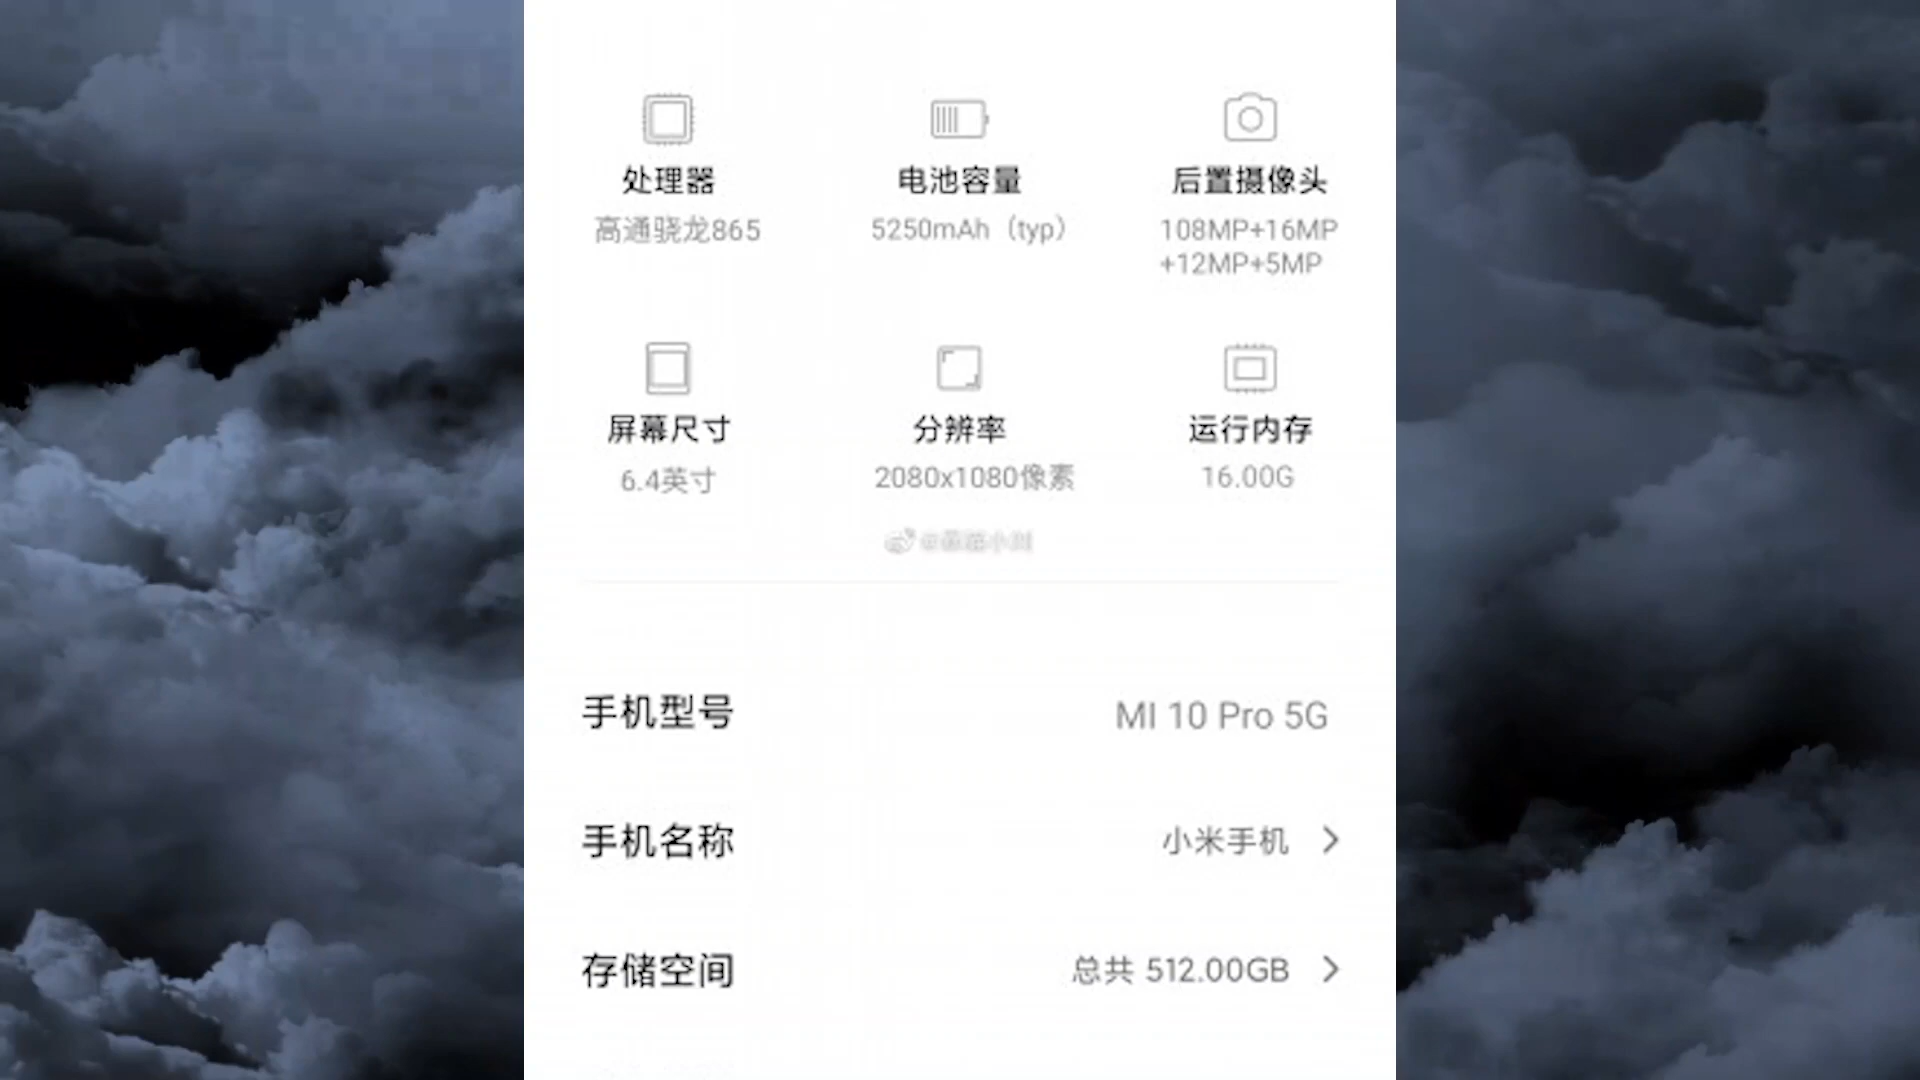 处理器
高通骁龙865
电池容量
5250mAh（typ）
后置摄像头
108MP+16MP
+12MP+5MP
屏幕尺寸
6.4英寸
分辨率
2080x1080像素
运行内存
16.00G
手机型号
MI 10 Pro 5G
手机名称
小米手机
存储空间
总共 512.00GB